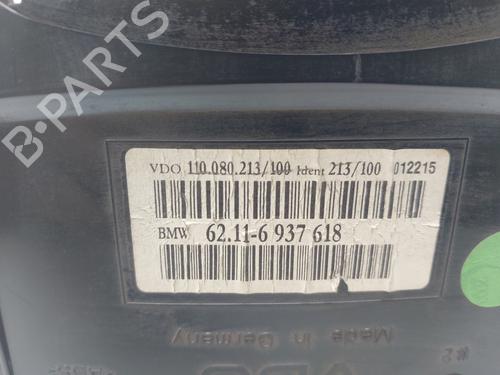 VDO 110.080.213/100 Ident 213/100 012215
BMW 62.11-6 937 618
Made in Germany
VDO
B-PARTS